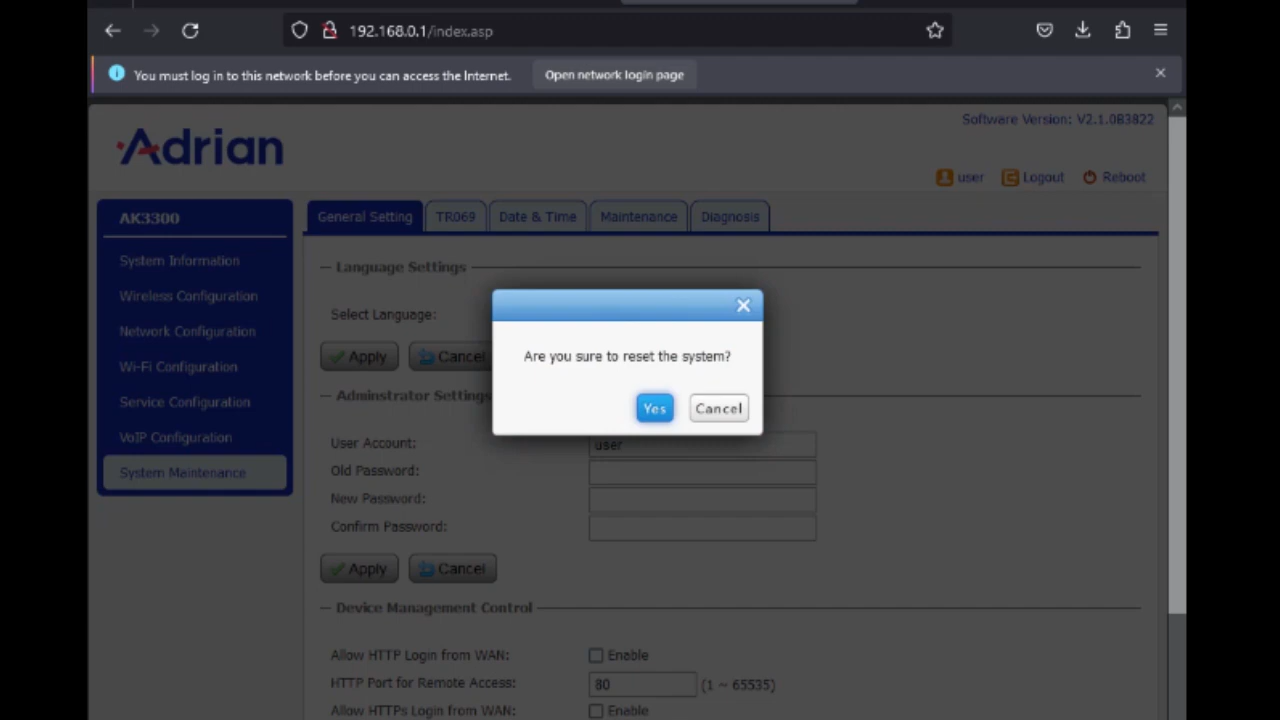 192.168.0.1/index.asp
You must log in to this network before you can access the Internet. Open network login page
Software Version: V2.1.0B3822
Adrian
user Logout Reboot
AK3300
General Setting TR069 Date & Time Maintenance Diagnosis
System Information
Wireless Configuration
Network Configuration
Wi-Fi Configuration
Service Configuration
VoIP Configuration
System Maintenance
Language Settings
Select Language:
Apply Cancel
Are you sure to reset the system?
Yes Cancel
Adminstrator Settings
User Account: user
Old Password:
New Password:
Confirm Password:
Apply Cancel
Device Management Control
Allow HTTP Login from WAN: Enable
HTTP Port for Remote Access: 80 (1 ~ 65535)
Allow HTTPs Login from WAN: Enable